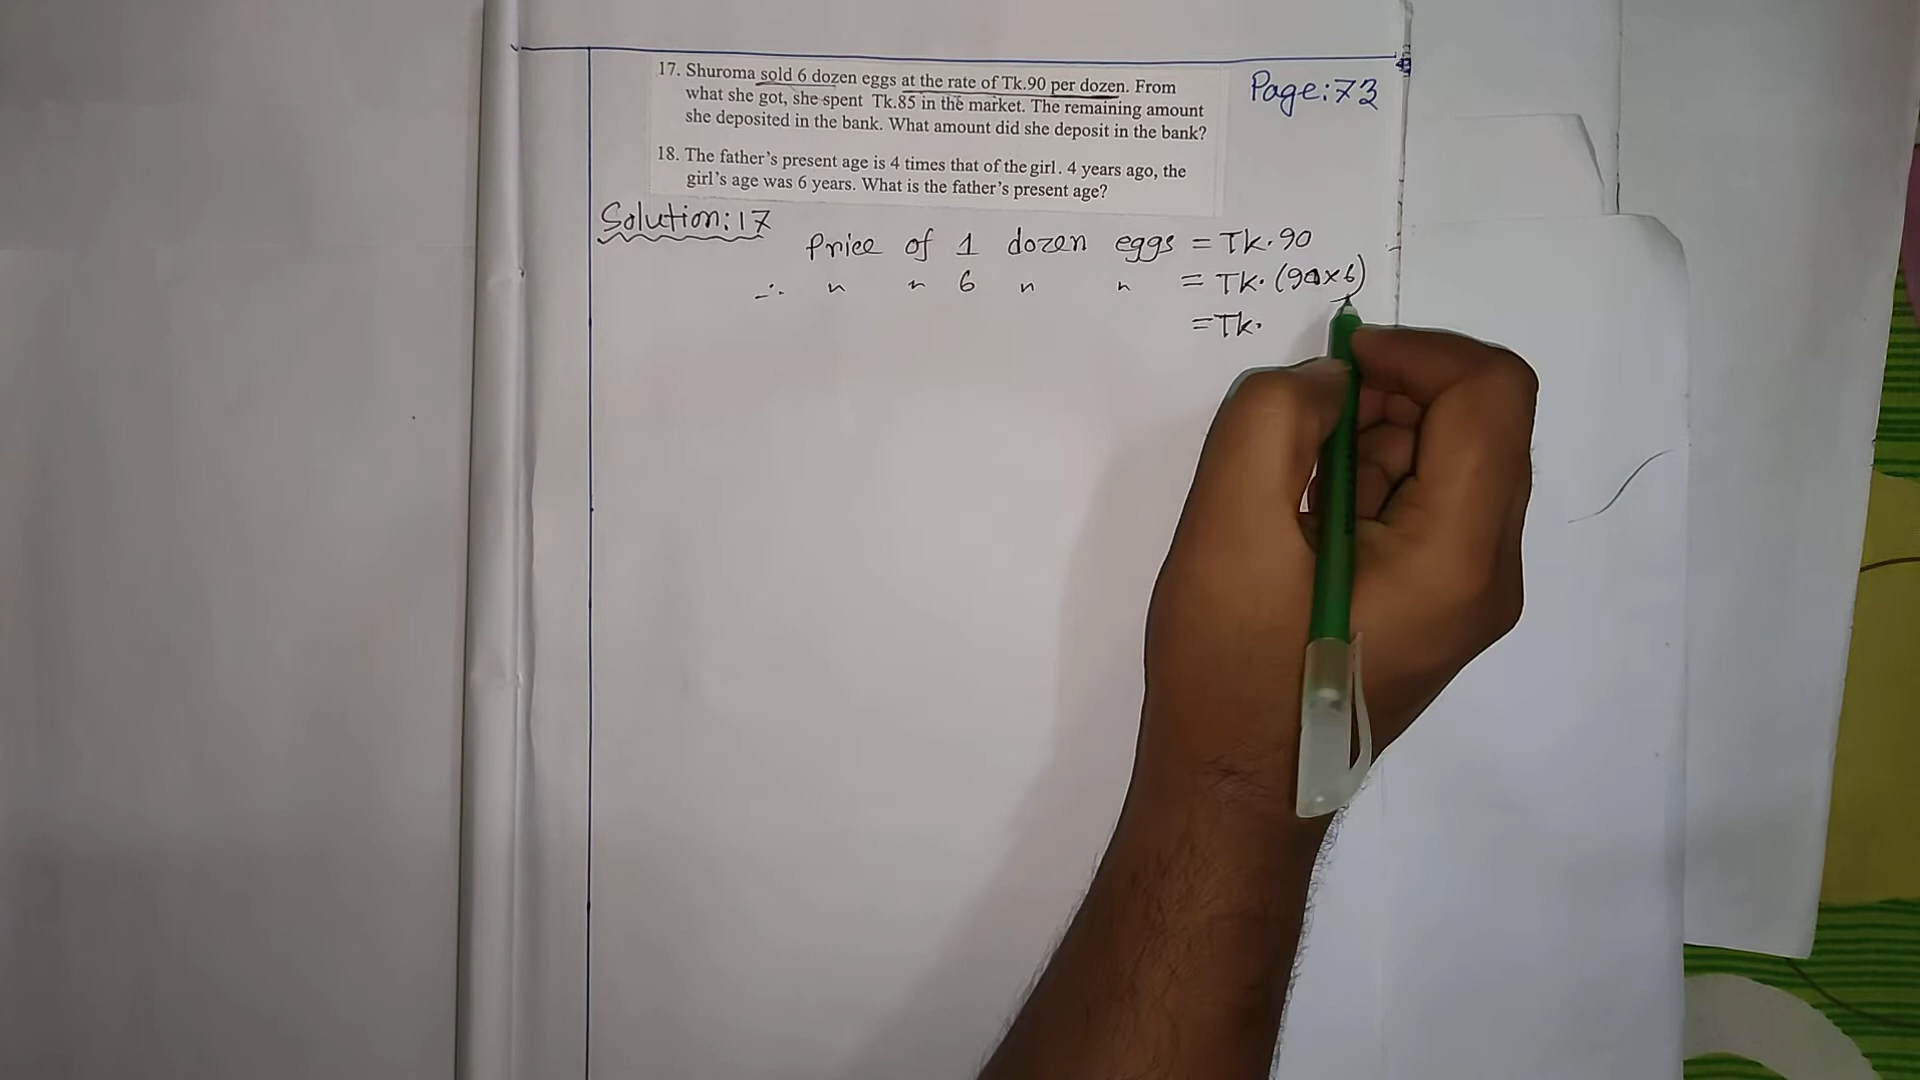 17. Shuroma sold 6 dozen eggs at the rate of Tk.90 per dozen. From
what she got, she spent Tk.85 in the market. The remaining amount
she deposited in the bank. What amount did she deposit in the bank?
Page:73
18. The father's present age is 4 times that of the girl. 4 years ago, the
girl's age was 6 years. What is the father's present age?
Solution:17
Price of 1 dozen eggs = Tk.90
∴ " " 6 " " = Tk. (90×6)
=Tk.